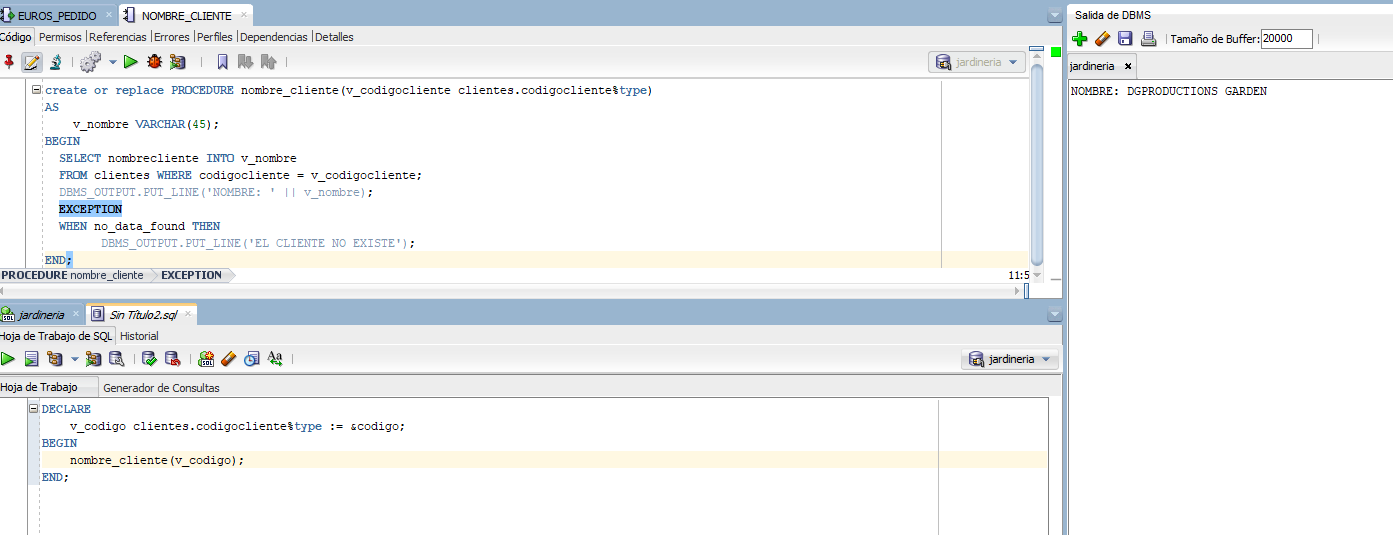 EUROS_PEDIDO × NOMBRE_CLIENTE ×
Código Permisos |Referencias |Errores |Perfiles |Dependencias |Detalles
jardineria
create or replace PROCEDURE nombre_cliente(v_codigocliente clientes.codigocliente%type)
AS
v_nombre VARCHAR(45);
BEGIN
SELECT nombrecliente INTO v_nombre
FROM clientes WHERE codigocliente = v_codigocliente;
DBMS_OUTPUT.PUT_LINE('NOMBRE: ' || v_nombre);
EXCEPTION
WHEN no_data_found THEN
DBMS_OUTPUT.PUT_LINE('EL CLIENTE NO EXISTE');
END;
PROCEDURE nombre_cliente EXCEPTION
11:5
jardineria × Sin Título2.sql ×
Hoja de Trabajo de SQL Historial
jardineria
Hoja de Trabajo Generador de Consultas
DECLARE
v_codigo clientes.codigocliente%type := &codigo;
BEGIN
nombre_cliente(v_codigo);
END;
Salida de DBMS
Tamaño de Buffer: 20000
jardineria ×
NOMBRE: DGPRODUCTIONS GARDEN